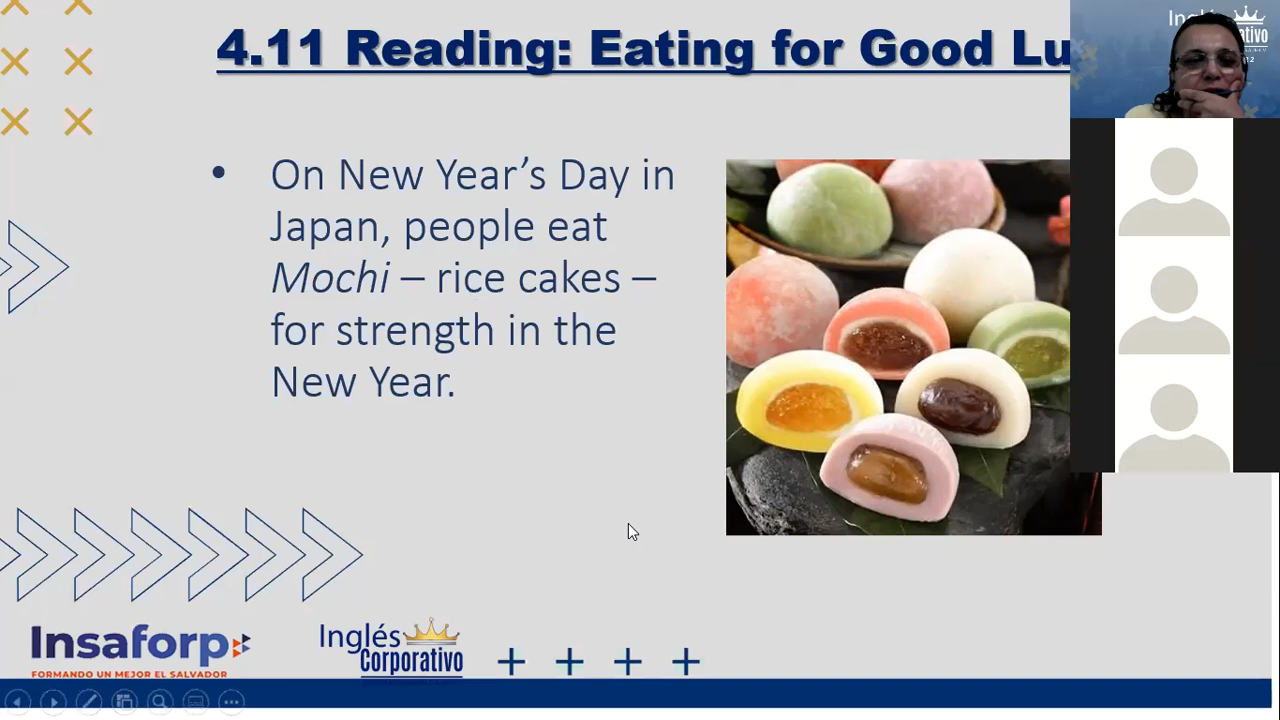 4.11 Reading: Eating for Good Lu
• On New Year’s Day in
Japan, people eat
Mochi – rice cakes –
for strength in the
New Year.
Insaforp
FORMANDO UN MEJOR EL SALVADOR
Inglés
Corporativo